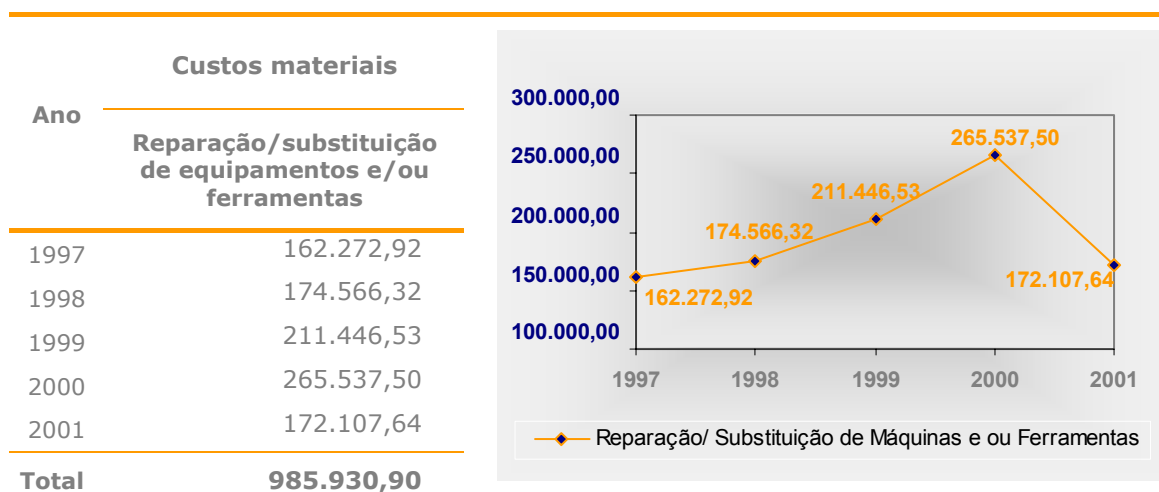 Custos materiais
Ano
Reparação/substituição
de equipamentos e/ou
ferramentas
1997 162.272,92
1998 174.566,32
1999 211.446,53
2000 265.537,50
2001 172.107,64
Total 985.930,90
300.000,00
250.000,00
200.000,00
150.000,00
100.000,00
265.537,50
211.446,53
174.566,32
162.272,92
172.107,64
1997 1998 1999 2000 2001
Reparação/ Substituição de Máquinas e ou Ferramentas